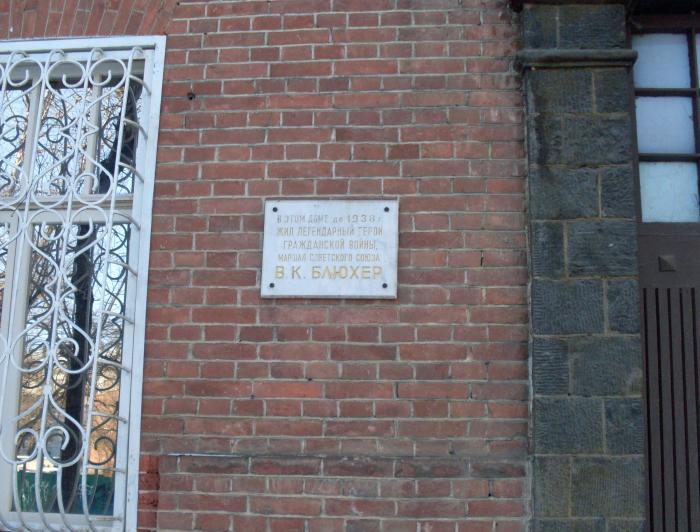 В ЭТОМ ДОМЕ до 1938 г.
ЖИЛ ЛЕГЕНДАРНЫЙ ГЕРОЙ
ГРАЖДАНСКОЙ ВОЙНЫ,
МАРШАЛ СОВЕТСКОГО СОЮЗА
В. К. БЛЮХЕР